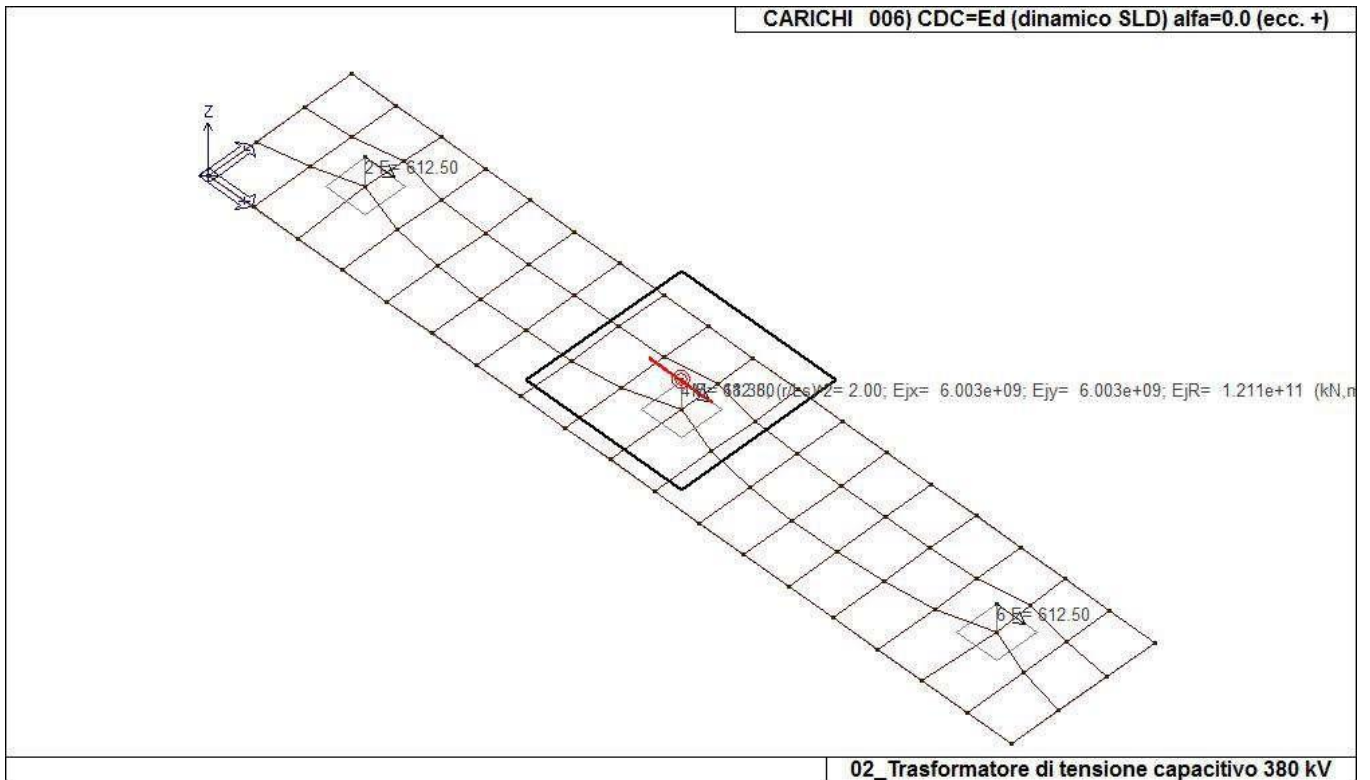 CARICHI 006) CDC=Ed (dinamico SLD) alfa=0.0 (ecc. +)
Z
2 E= 612.50
2= 2.00; Ejx= 6.003e+09; Ejy= 6.003e+09; EjR= 1.211e+11 (kN,m
6 E= 612.50
02_Trasformatore di tensione capacitivo 380 kV